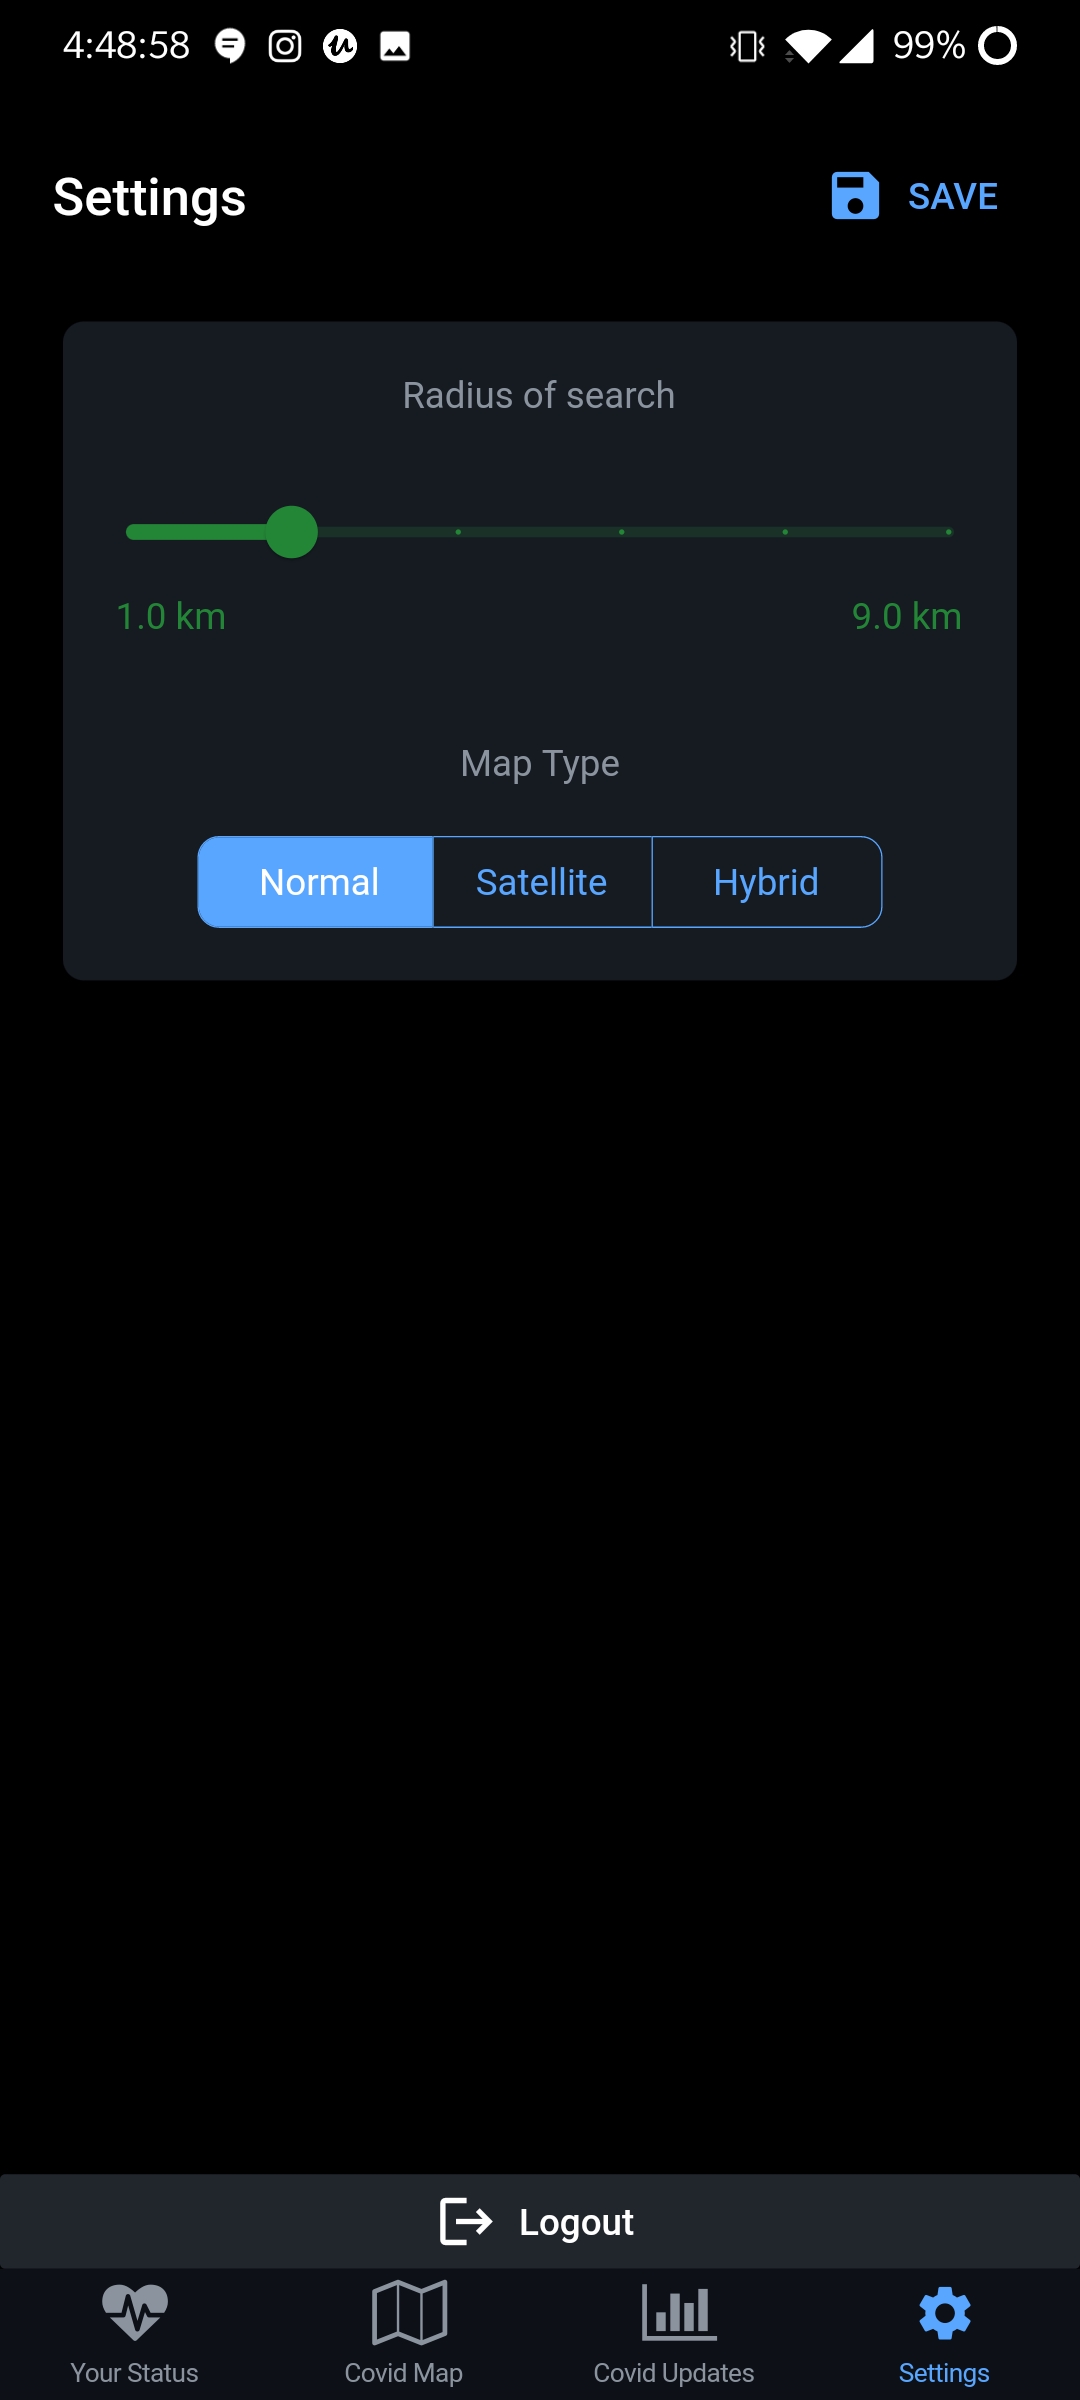 4:48:58 99%
Settings SAVE
Radius of search
1.0 km 9.0 km
Map Type
Normal Satellite Hybrid
Logout
Your Status Covid Map Covid Updates Settings